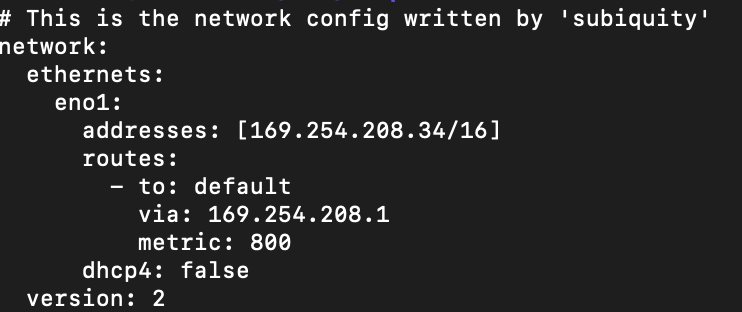 # This is the network config written by 'subiquity'
network:
  ethernets:
    eno1:
      addresses: [169.254.208.34/16]
      routes:
        - to: default
          via: 169.254.208.1
          metric: 800
      dhcp4: false
  version: 2